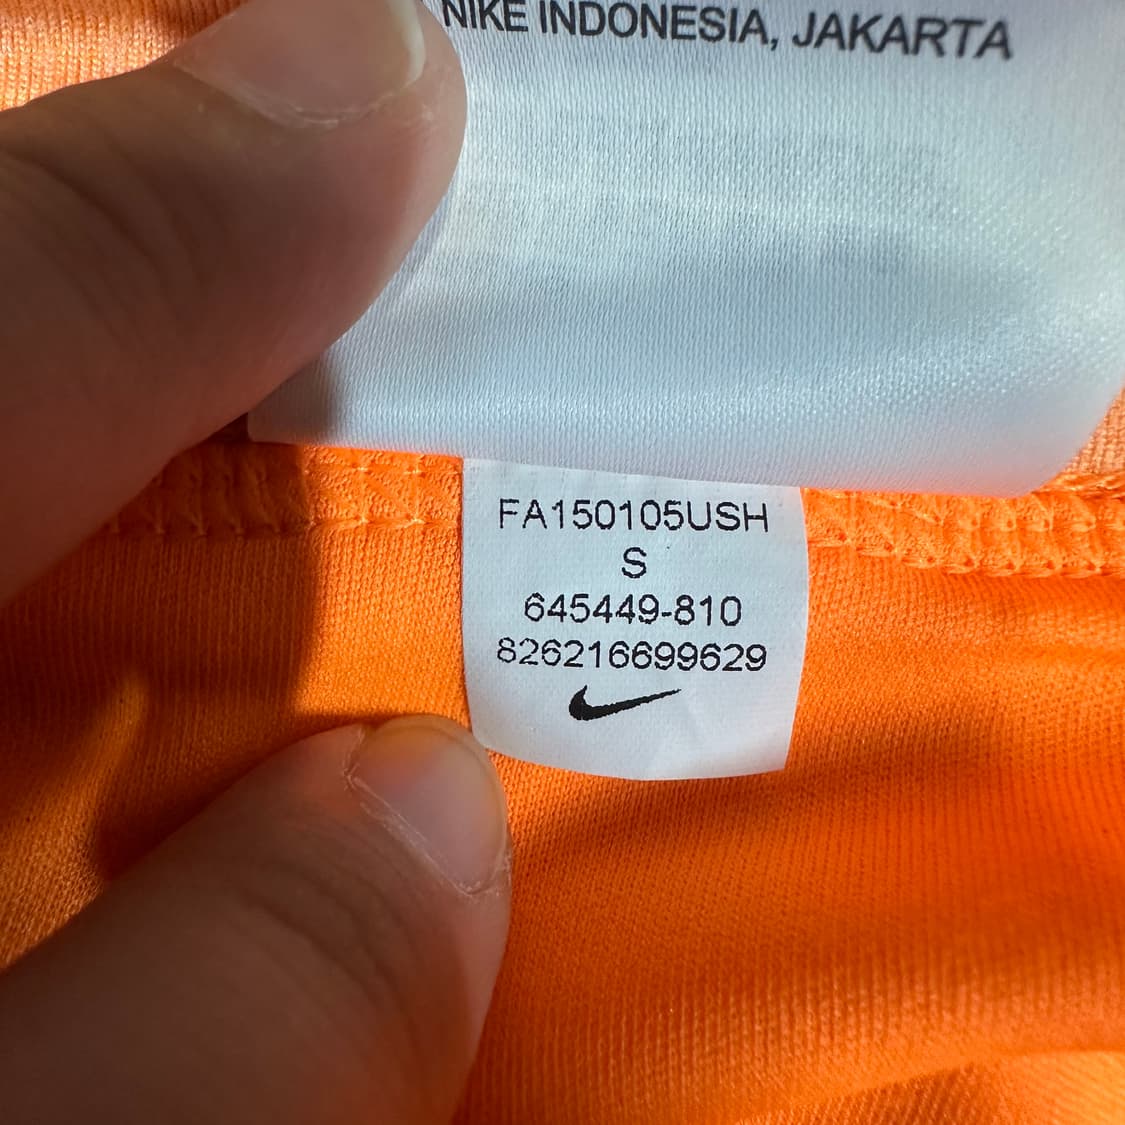 NIKE INDONESIA, JAKARTA
FA150105USH
S
645449-810
826216699629